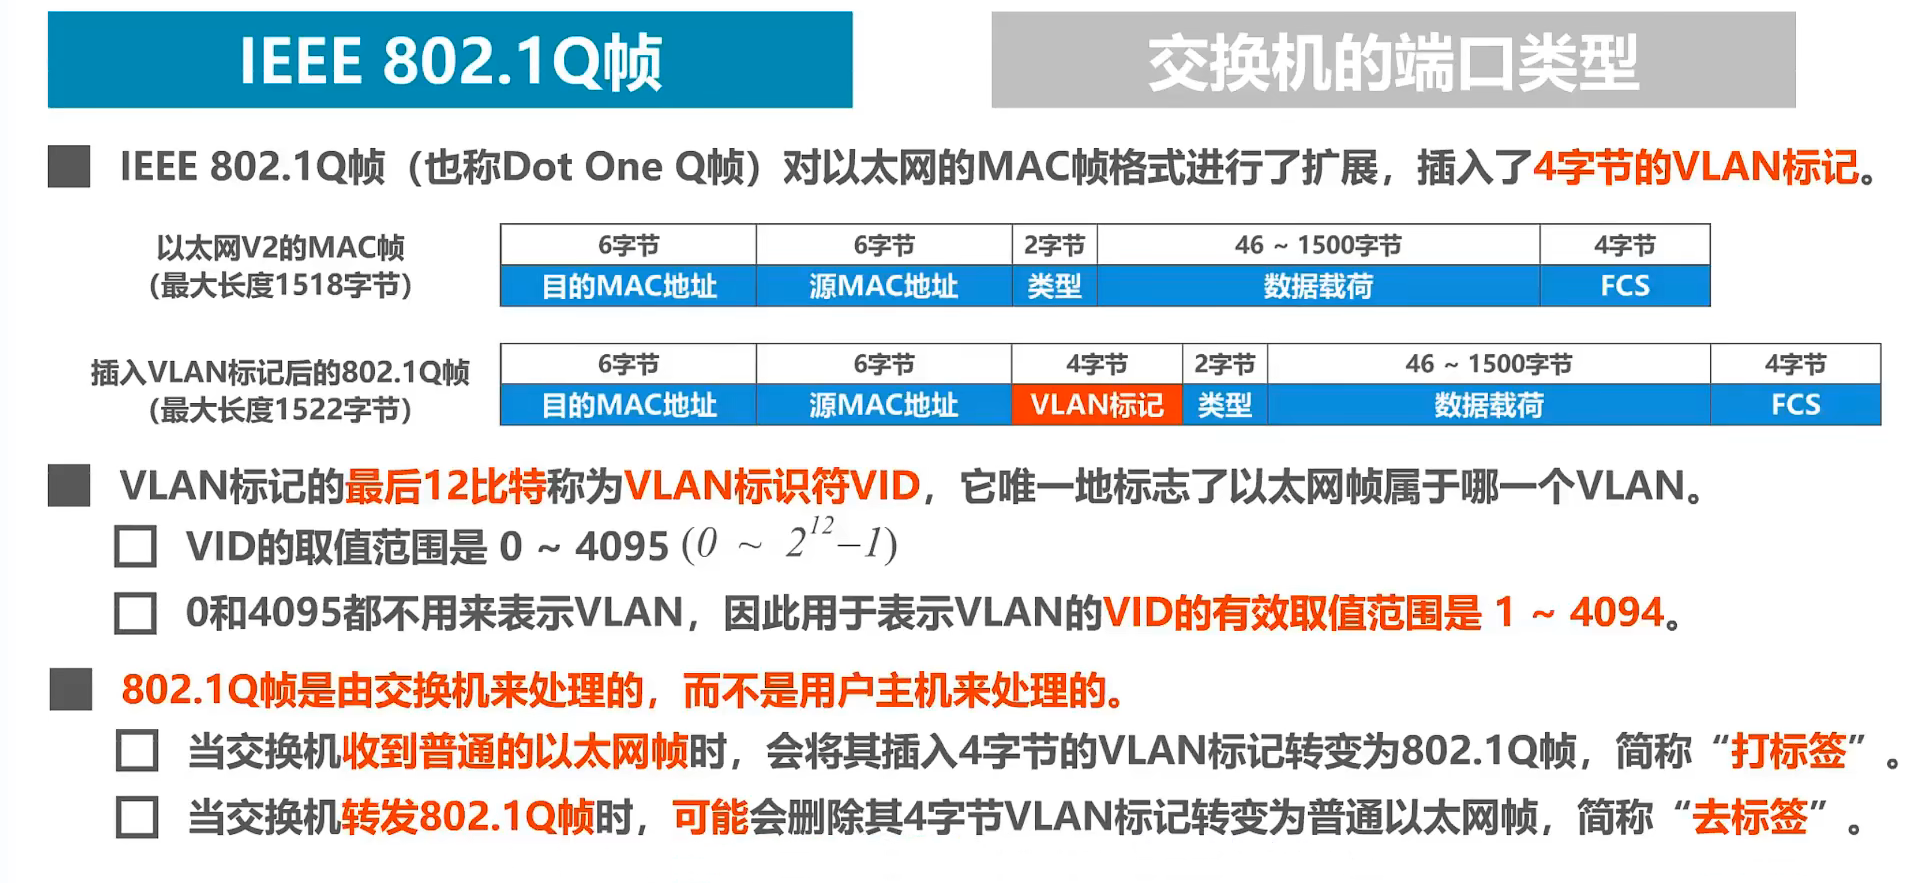 IEEE 802.1Q帧
交换机的端口类型
IEEE 802.1Q帧（也称Dot One Q帧）对以太网的MAC帧格式进行了扩展，插入了4字节的VLAN标记。
以太网V2的MAC帧
（最大长度1518字节）
6字节 6字节 2字节 46 ~ 1500字节 4字节
目的MAC地址 源MAC地址 类型 数据载荷 FCS
插入VLAN标记后的802.1Q帧
（最大长度1522字节）
6字节 6字节 4字节 2字节 46 ~ 1500字节 4字节
目的MAC地址 源MAC地址 VLAN标记 类型 数据载荷 FCS
VLAN标记的最后12比特称为VLAN标识符VID，它唯一地标志了以太网帧属于哪一个VLAN。
VID的取值范围是 0 ~ 4095 (0 ~ 2^12−1)
0和4095都不用来表示VLAN，因此用于表示VLAN的VID的有效取值范围是 1 ~ 4094。
802.1Q帧是由交换机来处理的，而不是用户主机来处理的。
当交换机收到普通的以太网帧时，会将其插入4字节的VLAN标记转变为802.1Q帧，简称“打标签”。
当交换机转发802.1Q帧时，可能会删除其4字节VLAN标记转变为普通以太网帧，简称“去标签”。